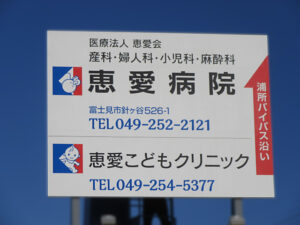 医療法人 恵愛会
産科・婦人科・小児科・麻酔科
恵愛病院
富士見市針ヶ谷526-1
TEL049-252-2121
恵愛こどもクリニック
TEL049-254-5377
浦所バイパス沿い